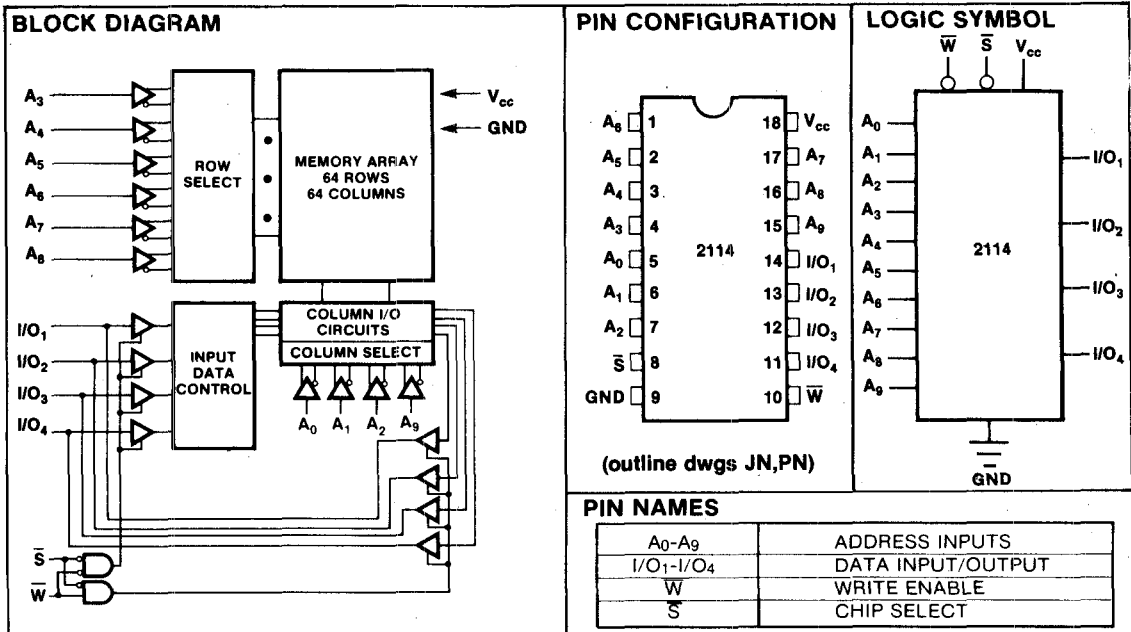 BLOCK DIAGRAM
A3
A4
A5
A6
A7
A8
ROW
SELECT
MEMORY ARRAY
64 ROWS
64 COLUMNS
Vcc
GND
I/O1
I/O2
I/O3
I/O4
INPUT
DATA
CONTROL
COLUMN I/O
CIRCUITS
COLUMN SELECT
A0 A1 A2 A9
S̅
W̅
PIN CONFIGURATION
A6 1 18 Vcc
A5 2 17 A7
A4 3 16 A8
A3 4 15 A9
A0 5 14 I/O1
A1 6 13 I/O2
A2 7 12 I/O3
S̅ 8 11 I/O4
GND 9 10 W̅
2114
(outline dwgs JN,PN)
LOGIC SYMBOL
W̅ S̅ Vcc
A0
A1
A2
A3
A4
A5
A6
A7
A8
A9
2114
I/O1
I/O2
I/O3
I/O4
GND
PIN NAMES
A0-A9 ADDRESS INPUTS
I/O1-I/O4 DATA INPUT/OUTPUT
W̅ WRITE ENABLE
S̅ CHIP SELECT